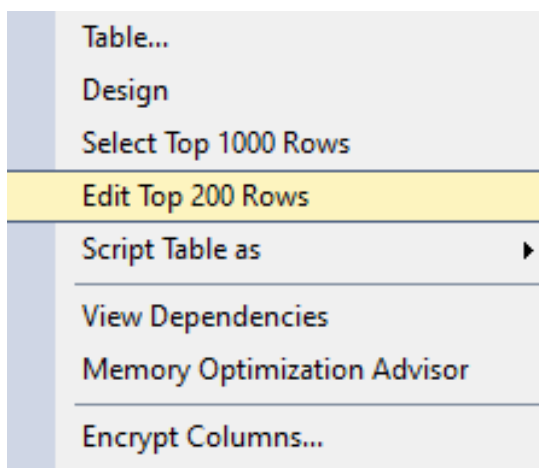 Table...
Design
Select Top 1000 Rows
Edit Top 200 Rows
Script Table as
View Dependencies
Memory Optimization Advisor
Encrypt Columns...